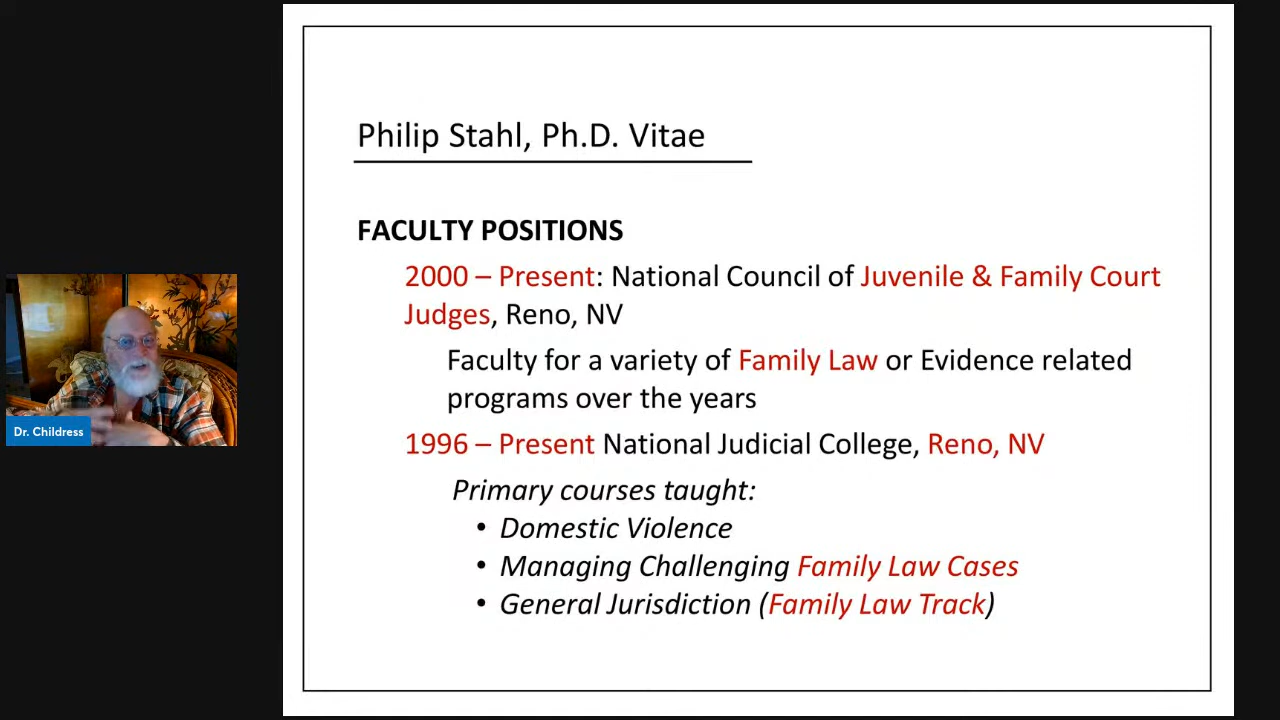 Philip Stahl, Ph.D. Vitae
FACULTY POSITIONS
2000 – Present: National Council of Juvenile & Family Court
Judges, Reno, NV
Faculty for a variety of Family Law or Evidence related
programs over the years
1996 – Present National Judicial College, Reno, NV
Primary courses taught:
• Domestic Violence
• Managing Challenging Family Law Cases
• General Jurisdiction (Family Law Track)
Dr. Childress